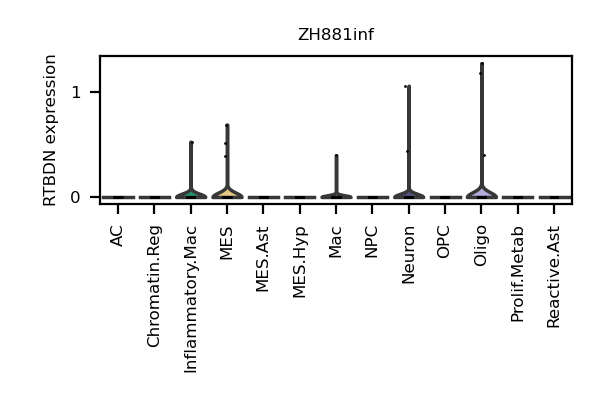 ZH881inf
RTBDN expression
1
0
AC
Chromatin.Reg
Inflammatory.Mac
MES
MES.Ast
MES.Hyp
Mac
NPC
Neuron
OPC
Oligo
Prolif.Metab
Reactive.Ast